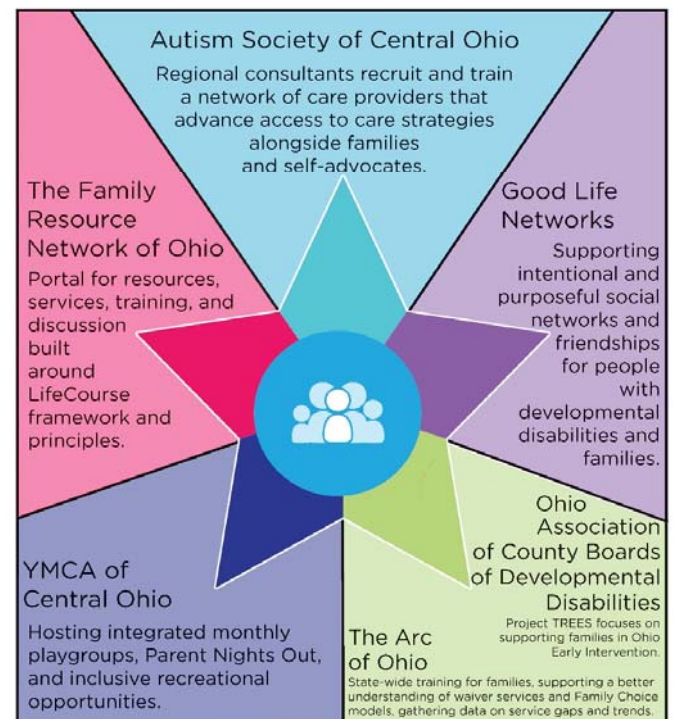 Autism Society of Central Ohio
Regional consultants recruit and train
a network of care providers that
advance access to care strategies
alongside families
and self-advocates.
The Family
Resource
Network of Ohio
Portal for resources,
services, training, and
discussion
built
around
LifeCourse
framework and
principles.
Good Life
Networks
Supporting
intentional and
purposeful social
networks and
friendships
for people
with
developmental
disabilities and
families.
YMCA of
Central Ohio
Hosting integrated monthly
playgroups, Parent Nights Out,
and inclusive recreational
opportunities.
The Arc
of Ohio
State-wide training for families, supporting a better
understanding of waiver services and Family Choice
models, gathering data on service gaps and trends.
Ohio
Association
of County Boards
of Developmental
Disabilities
Project TREES focuses on
supporting families in Ohio
Early Intervention.